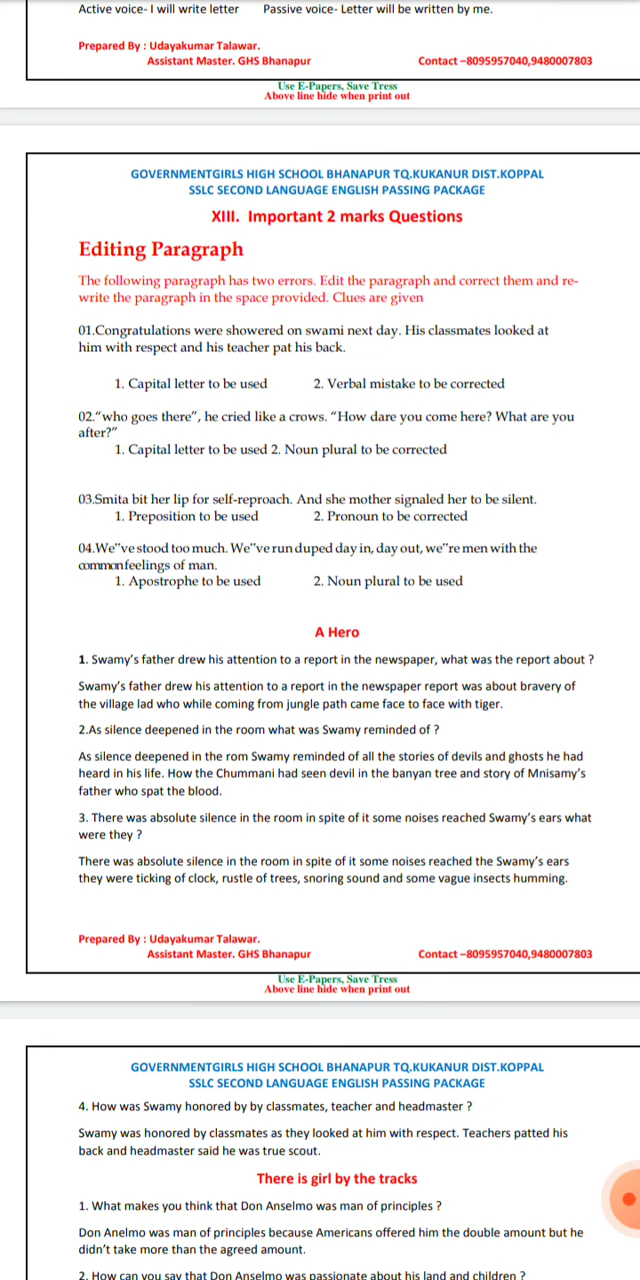 Active voice- I will write letter Passive voice- Letter will be written by me.
Prepared By : Udayakumar Talawar.
Assistant Master. GHS Bhanapur Contact –8095957040,9480007803
Use E-Papers, Save Tress
Above line hide when print out
GOVERNMENTGIRLS HIGH SCHOOL BHANAPUR TQ.KUKANUR DIST.KOPPAL
SSLC SECOND LANGUAGE ENGLISH PASSING PACKAGE
XIII. Important 2 marks Questions
Editing Paragraph
The following paragraph has two errors. Edit the paragraph and correct them and re-
write the paragraph in the space provided. Clues are given
01.Congratulations were showered on swami next day. His classmates looked at
him with respect and his teacher pat his back.
1. Capital letter to be used 2. Verbal mistake to be corrected
02.“who goes there”, he cried like a crows. “How dare you come here? What are you
after?”
1. Capital letter to be used 2. Noun plural to be corrected
03.Smita bit her lip for self-reproach. And she mother signaled her to be silent.
1. Preposition to be used 2. Pronoun to be corrected
04.We‟ve stood too much. We‟ve run duped day in, day out, we‟re men with the
common feelings of man.
1. Apostrophe to be used 2. Noun plural to be used
A Hero
1. Swamy’s father drew his attention to a report in the newspaper, what was the report about ?
Swamy’s father drew his attention to a report in the newspaper report was about bravery of
the village lad who while coming from jungle path came face to face with tiger.
2.As silence deepened in the room what was Swamy reminded of ?
As silence deepened in the rom Swamy reminded of all the stories of devils and ghosts he had
heard in his life. How the Chummani had seen devil in the banyan tree and story of Mnisamy’s
father who spat the blood.
3. There was absolute silence in the room in spite of it some noises reached Swamy’s ears what
were they ?
There was absolute silence in the room in spite of it some noises reached the Swamy’s ears
they were ticking of clock, rustle of trees, snoring sound and some vague insects humming.
Prepared By : Udayakumar Talawar.
Assistant Master. GHS Bhanapur Contact –8095957040,9480007803
Use E-Papers, Save Tress
Above line hide when print out
GOVERNMENTGIRLS HIGH SCHOOL BHANAPUR TQ.KUKANUR DIST.KOPPAL
SSLC SECOND LANGUAGE ENGLISH PASSING PACKAGE
4. How was Swamy honored by by classmates, teacher and headmaster ?
Swamy was honored by classmates as they looked at him with respect. Teachers patted his
back and headmaster said he was true scout.
There is girl by the tracks
1. What makes you think that Don Anselmo was man of principles ?
Don Anelmo was man of principles because Americans offered him the double amount but he
didn’t take more than the agreed amount.
2. How can you say that Don Anselmo was passionate about his land and children ?